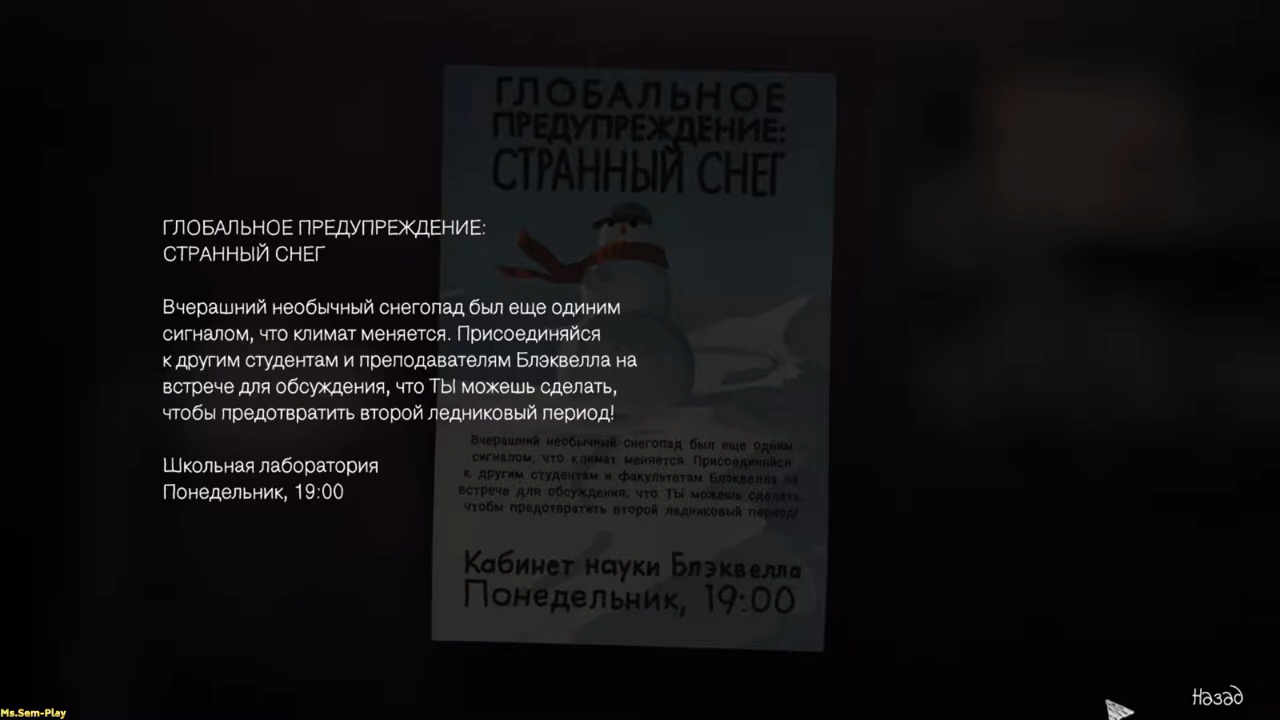 ГЛОБАЛЬНОЕ
ПРЕДУПРЕЖДЕНИЕ:
СТРАННЫЙ СНЕГ
ГЛОБАЛЬНОЕ ПРЕДУПРЕЖДЕНИЕ:
СТРАННЫЙ СНЕГ
Вчерашний необычный снегопад был еще одиним
сигналом, что климат меняется. Присоединяйся
к другим студентам и преподавателям Блэквелла на
встрече для обсуждения, что ТЫ можешь сделать,
чтобы предотвратить второй ледниковый период!
Школьная лаборатория
Понедельник, 19:00
Вчерашний необычный снегопад был еще одним
сигналом, что климат меняется. Присоединяйся
к другим студентам и факультетам Блэквелла на
встрече для обсуждения, что ТЫ можешь сделать
чтобы предотвратить второй ледниковый период!
Кабинет науки Блэквелла
Понедельник, 19:00
Назад
Ms.Sem-Play